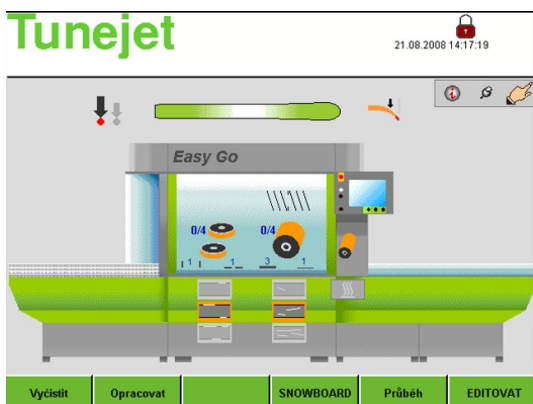 Tunejet
21.08.2008 14:17:19
Easy Go
0/4
0/4
1 1 3 1
Vyčistit
Opracovat
SNOWBOARD
Průběh
EDITOVAT